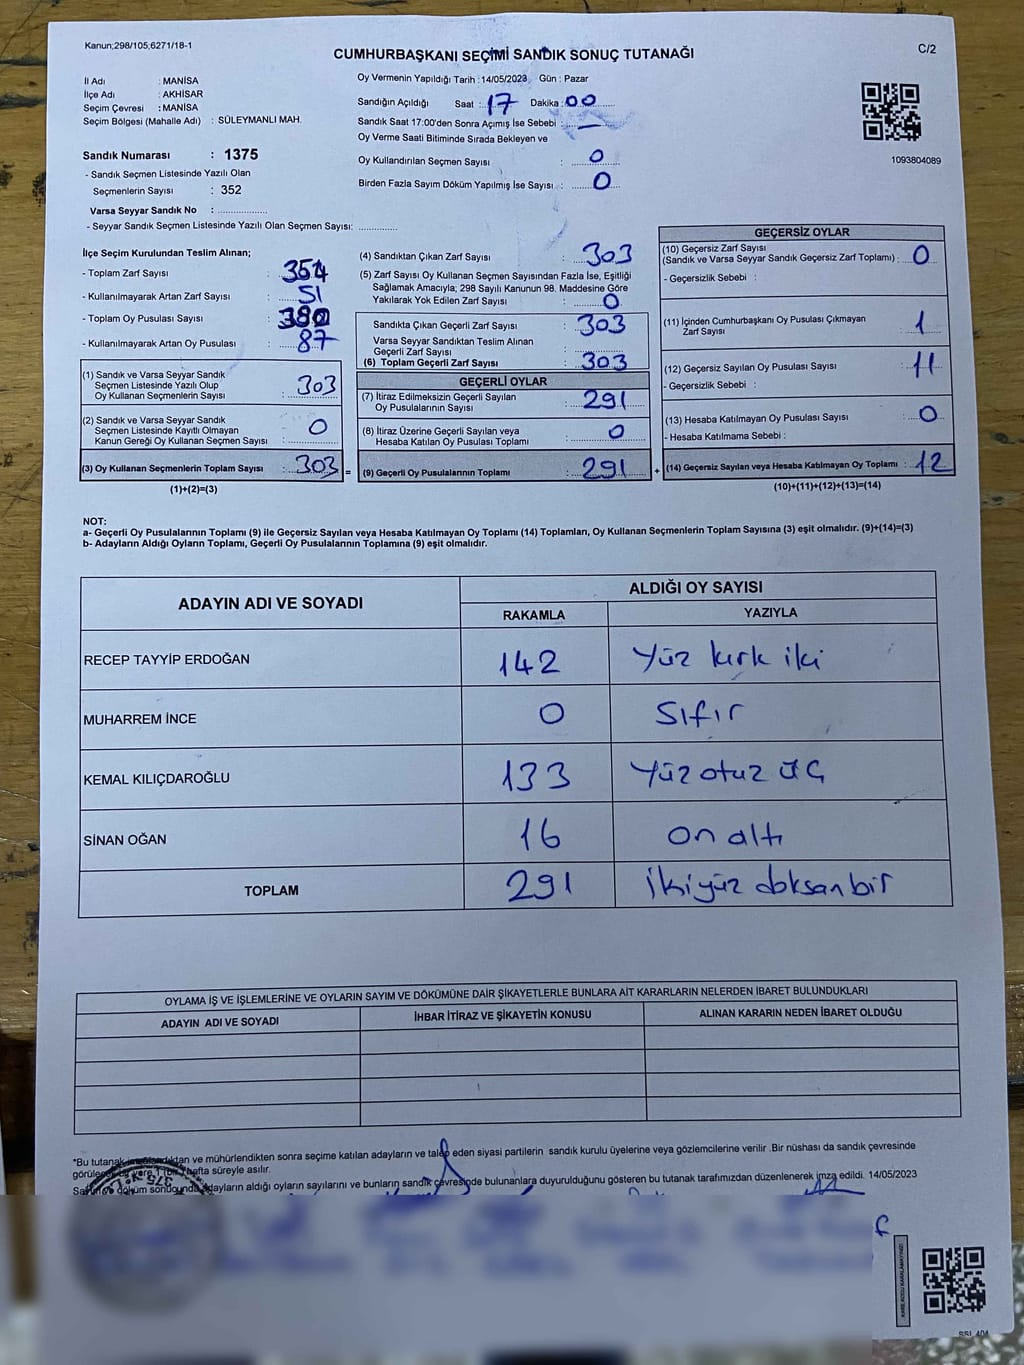 Kanun;298/105;6271/18-1
C/2
CUMHURBAŞKANI SEÇİMİ SANDIK SONUÇ TUTANAĞI
İl Adı : MANİSA
İlçe Adı : AKHİSAR
Seçim Çevresi : MANİSA
Seçim Bölgesi (Mahalle Adı) : SÜLEYMANLI MAH.
Sandık Numarası : 1375
- Sandık Seçmen Listesinde Yazılı Olan
Seçmenlerin Sayısı : 352
Varsa Seyyar Sandık No : ..................
- Seyyar Sandık Seçmen Listesinde Yazılı Olan Seçmen Sayısı: ..............
Oy Vermenin Yapıldığı Tarih : 14/05/2023 Gün : Pazar
Sandığın Açıldığı Saat : 17 Dakika : 00
Sandık Saat 17:00'den Sonra Açımış İse Sebebi : —
Oy Verme Saati Bitiminde Sırada Bekleyen ve
Oy Kullandırılan Seçmen Sayısı : 0
Birden Fazla Sayım Döküm Yapılmış İse Sayısı : 0
1093804089
İlçe Seçim Kurulundan Teslim Alınan;
- Toplam Zarf Sayısı : 354
- Kullanılmayarak Artan Zarf Sayısı : 51
- Toplam Oy Pusulası Sayısı :
- Kullanılmayarak Artan Oy Pusulası : 87
(1) Sandık ve Varsa Seyyar Sandık
Seçmen Listesinde Yazılı Olup
Oy Kullanan Seçmenlerin Sayısı : 303
(2) Sandık ve Varsa Seyyar Sandık
Seçmen Listesinde Kayıtlı Olmayan
Kanun Gereği Oy Kullanan Seçmen Sayısı : 0
(3) Oy Kullanan Seçmenlerin Toplam Sayısı : 303 =
(1)+(2)=(3)
(4) Sandıktan Çıkan Zarf Sayısı : 303
(5) Zarf Sayısı Oy Kullanan Seçmen Sayısından Fazla İse, Eşitliği
Sağlamak Amacıyla; 298 Sayılı Kanunun 98. Maddesine Göre
Yakılarak Yok Edilen Zarf Sayısı : 0
Sandıkta Çıkan Geçerli Zarf Sayısı : 303
Varsa Seyyar Sandıktan Teslim Alınan
Geçerli Zarf Sayısı :
(6) Toplam Geçerli Zarf Sayısı : 303
GEÇERLİ OYLAR
(7) İtiraz Edilmeksizin Geçerli Sayılan
Oy Pusulalarının Sayısı : 291
(8) İtiraz Üzerine Geçerli Sayılan veya
Hesaba Katılan Oy Pusulası Toplamı : 0
(9) Geçerli Oy Pusulalarının Toplamı : 291 +
GEÇERSİZ OYLAR
(10) Geçersiz Zarf Sayısı
(Sandık ve Varsa Seyyar Sandık Geçersiz Zarf Toplamı) : 0
- Geçersizlik Sebebi :
(11) İçinden Cumhurbaşkanı Oy Pusulası Çıkmayan
Zarf Sayısı : 1
(12) Geçersiz Sayılan Oy Pusulası Sayısı : 11
- Geçersizlik Sebebi :
(13) Hesaba Katılmayan Oy Pusulası Sayısı : 0
- Hesaba Katılmama Sebebi :
(14) Geçersiz Sayılan veya Hesaba Katılmayan Oy Toplamı : 12
(10)+(11)+(12)+(13)=(14)
NOT:
a- Geçerli Oy Pusulalarının Toplamı (9) ile Geçersiz Sayılan veya Hesaba Katılmayan Oy Toplamı (14) Toplamları, Oy Kullanan Seçmenlerin Toplam Sayısına (3) eşit olmalıdır. (9)+(14)=(3)
b- Adayların Aldığı Oyların Toplamı, Geçerli Oy Pusulalarının Toplamına (9) eşit olmalıdır.
ADAYIN ADI VE SOYADI
ALDIĞI OY SAYISI
RAKAMLA YAZIYLA
RECEP TAYYİP ERDOĞAN 142 Yüz kırk iki
MUHARREM İNCE 0 Sıfır
KEMAL KILIÇDAROĞLU 133 Yüz otuz üç
SİNAN OĞAN 16 on altı
TOPLAM 291 ikiyüz doksan bir
OYLAMA İŞ VE İŞLEMLERİNE VE OYLARIN SAYIM VE DÖKÜMÜNE DAİR ŞİKAYETLERLE BUNLARA AİT KARARLARIN NELERDEN İBARET BULUNDUKLARI
ADAYIN ADI VE SOYADI İHBAR İTİRAZ VE ŞİKAYETİN KONUSU ALINAN KARARIN NEDEN İBARET OLDUĞU
*Bu tutanak ve mühürlendikten sonra seçime katılan adayların ve talep eden siyasi partilerin sandık kurulu üyelerine veya gözlemcilerine verilir .Bir nüshası da sandık çevresinde
hafta süreyle asılır.
döküm sonucunda adayların aldığı oyların sayılarını ve bunların sandık çevresinde bulunanlara duyurulduğunu gösteren bu tutanak tarafımızdan düzenlenerek imza edildi. 14/05/2023